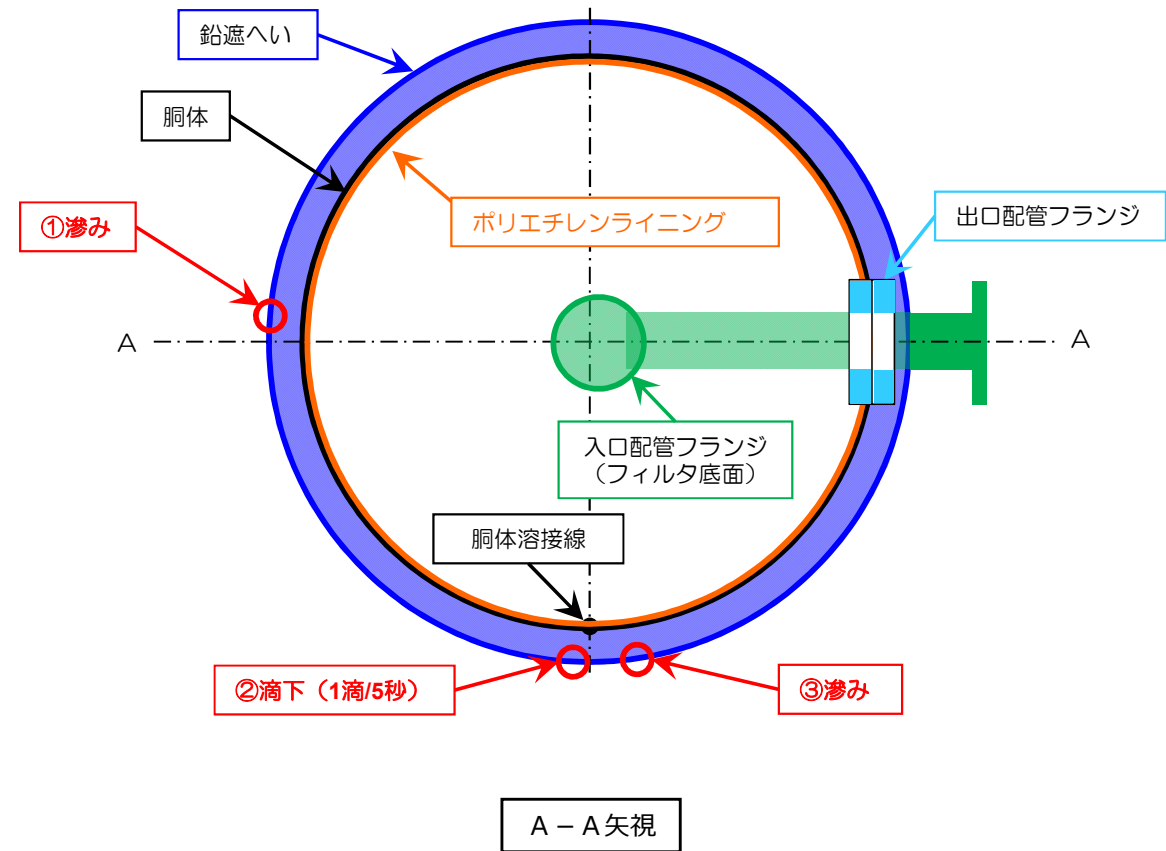 鉛遮へい
胴体
①滲み
ポリエチレンライニング
出口配管フランジ
A
A
入口配管フランジ
（フィルタ底面）
胴体溶接線
②滴下（1滴/5秒）
③滲み
A－A矢視